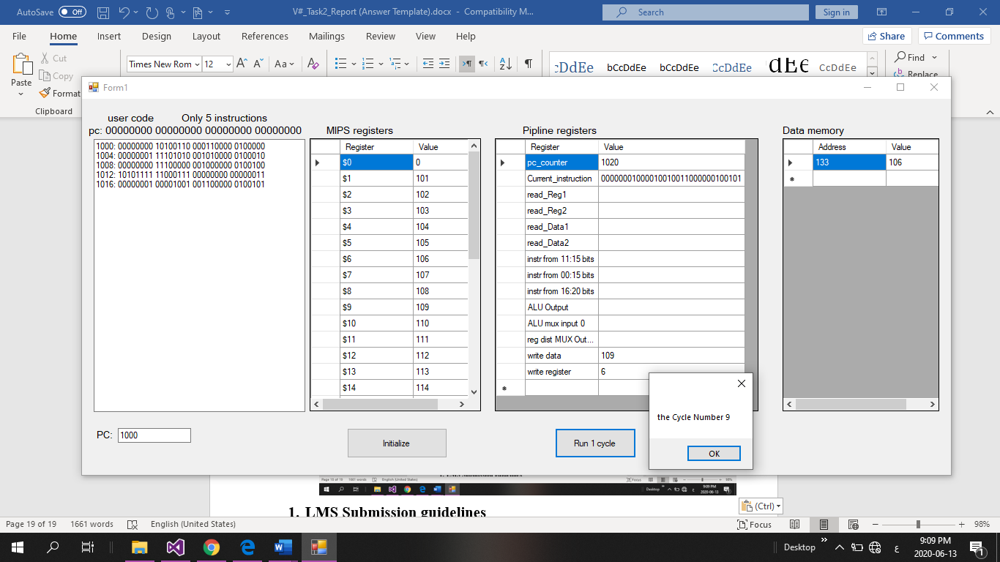 AutoSave Off V#_Task2_Report (Answer Template).docx - Compatibility M... Search Sign in
File Home Insert Design Layout References Mailings Review View Help Share Comments
Paste Cut Copy Format Clipboard
Times New Rom 12 A A Aa A
:cDdEe bCcDdEe bCcDdEe :CcDdEe dEe CcDdEe
Find
Replace
Form1
user code Only 5 instructions
pc: 00000000 00000000 00000000 00000000
1000: 00000000 10100110 000110000 0100000
1004: 00000001 11101010 001010000 0100010
1008: 00000000 11100000 001000000 0100100
1012: 10101111 11000111 00000000 00000011
1016: 00000001 00001001 001100000 0100101
MIPS registers
Register Value
$0 0
$1 101
$2 102
$3 103
$4 104
$5 105
$6 106
$7 107
$8 108
$9 109
$10 110
$11 111
$12 112
$13 113
$14 114
Pipline registers
Register Value
pc_counter 1020
Current_instruction 00000001000010010011000000100101
read_Reg1
read_Reg2
read_Data1
read_Data2
instr from 11:15 bits
instr from 00:15 bits
instr from 16:20 bits
ALU Output
ALU mux input 0
reg dist MUX Out...
write data 109
write register 6
Data memory
Address Value
133 106
PC: 1000
Initialize
Run 1 cycle
the Cycle Number 9
OK
1. LMS Submission guidelines
(Ctrl)
Page 19 of 19 1661 words English (United States) Focus 98%
Desktop ع 9:09 PM
2020-06-13
1